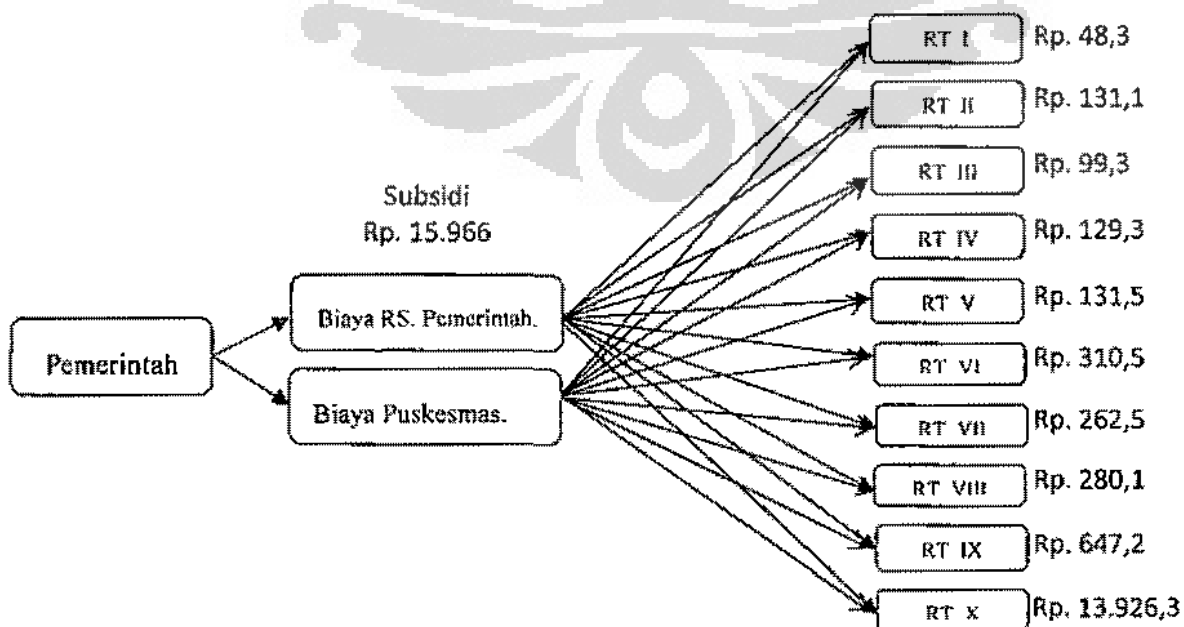 Subsidi
Rp. 15.966
Pemerintah
Biaya RS. Pemerintah.
Biaya Puskesmas.
RT I Rp. 48,3
RT II Rp. 131,1
RT III Rp. 99,3
RT IV Rp. 129,3
RT V Rp. 131,5
RT VI Rp. 310,5
RT VII Rp. 262,5
RT VIII Rp. 280,1
RT IX Rp. 647,2
RT X Rp. 13.926,3